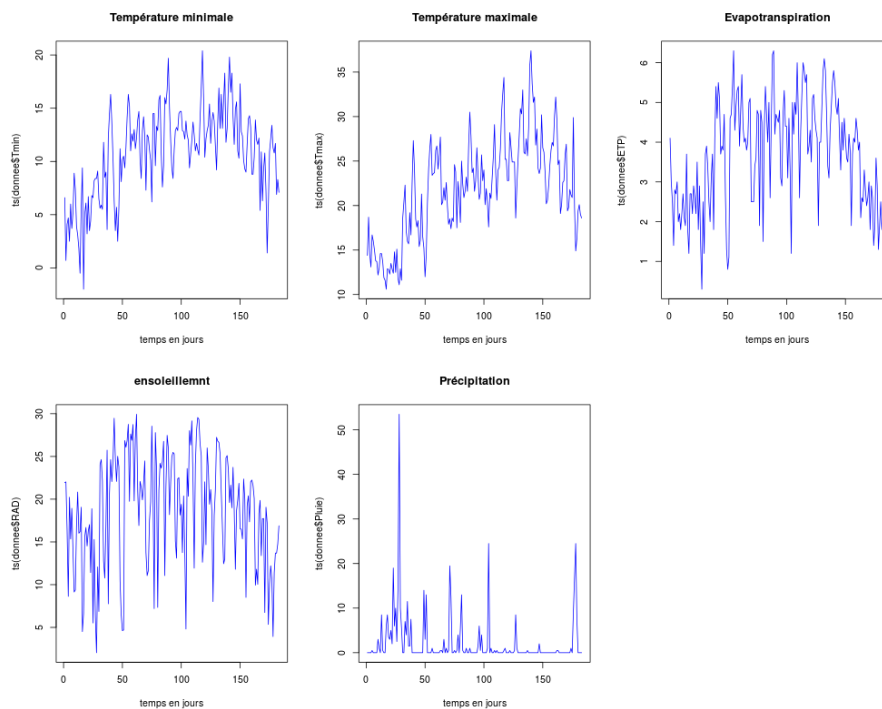 Température minimale
ts(donnee$Tmin)
20
15
10
5
0
0 50 100 150
temps en jours
Température maximale
ts(donnee$Tmax)
35
30
25
20
15
10
0 50 100 150
temps en jours
Evapotranspiration
ts(donnee$ETP)
6
5
4
3
2
1
0 50 100 150
temps en jours
ensoleillemnt
ts(donnee$RAD)
30
25
20
15
10
5
0 50 100 150
temps en jours
Précipitation
ts(donnee$Pluie)
50
40
30
20
10
0
0 50 100 150
temps en jours